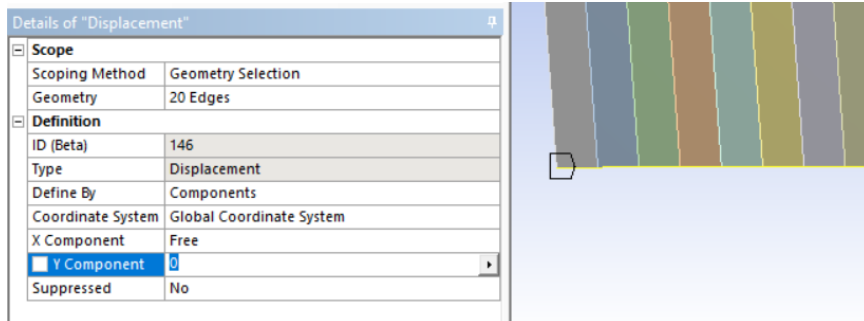 Details of "Displacement"
Scope
Scoping Method Geometry Selection
Geometry 20 Edges
Definition
ID (Beta) 146
Type Displacement
Define By Components
Coordinate System Global Coordinate System
X Component Free
Y Component 0
Suppressed No